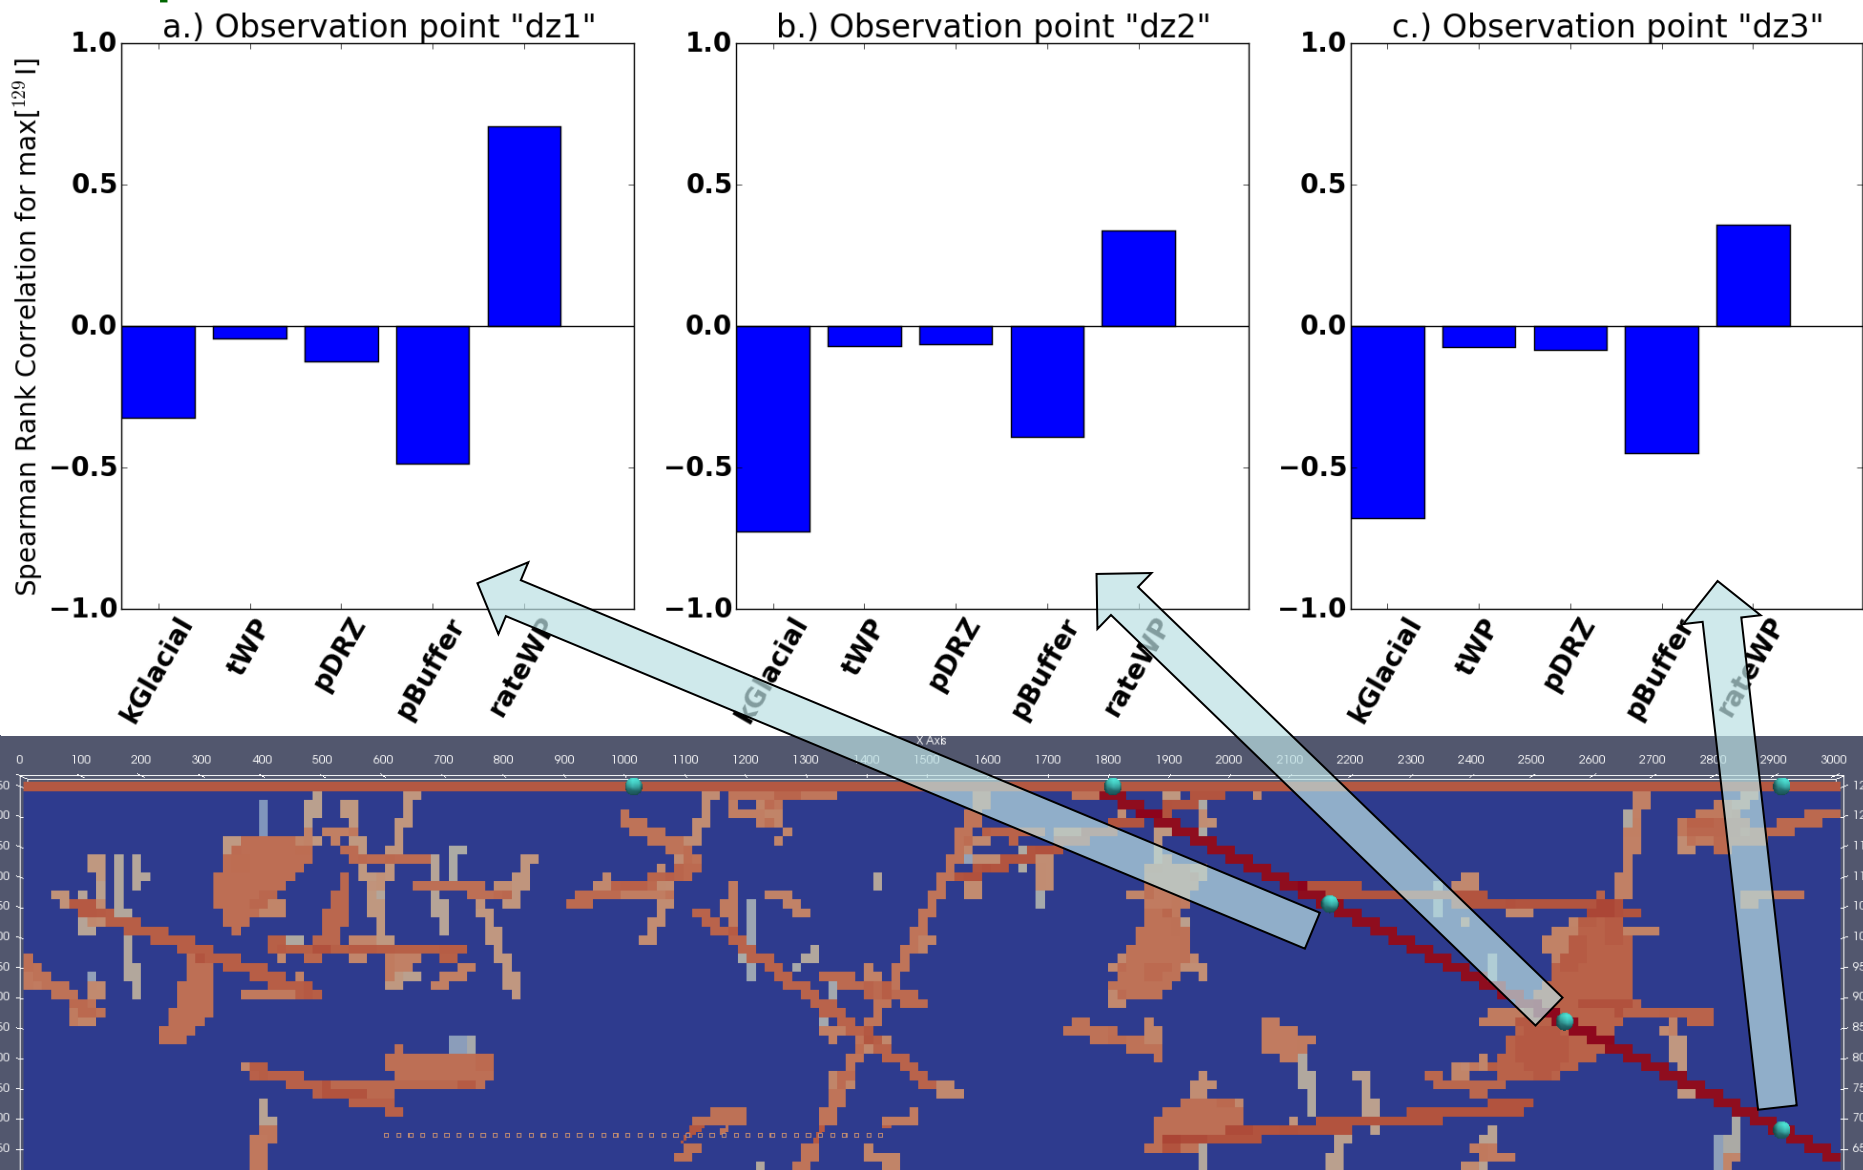 a.) Observation point "dz1"
b.) Observation point "dz2"
c.) Observation point "dz3"
Spearman Rank Correlation for max[¹²⁹I]
1.0
0.5
0.0
−0.5
−1.0
kGlacial
tWP
pDRZ
pBuffer
rateWP
1.0
0.5
0.0
−0.5
−1.0
kGlacial
tWP
pDRZ
pBuffer
rateWP
1.0
0.5
0.0
−0.5
−1.0
kGlacial
tWP
pDRZ
pBuffer
rateWP
X Axis
0 100 200 300 400 500 600 700 800 900 1000 1100 1200 1300 1400 1500 1600 1700 1800 1900 2000 2100 2200 2300 2400 2500 2600 2700 2800 2900 3000